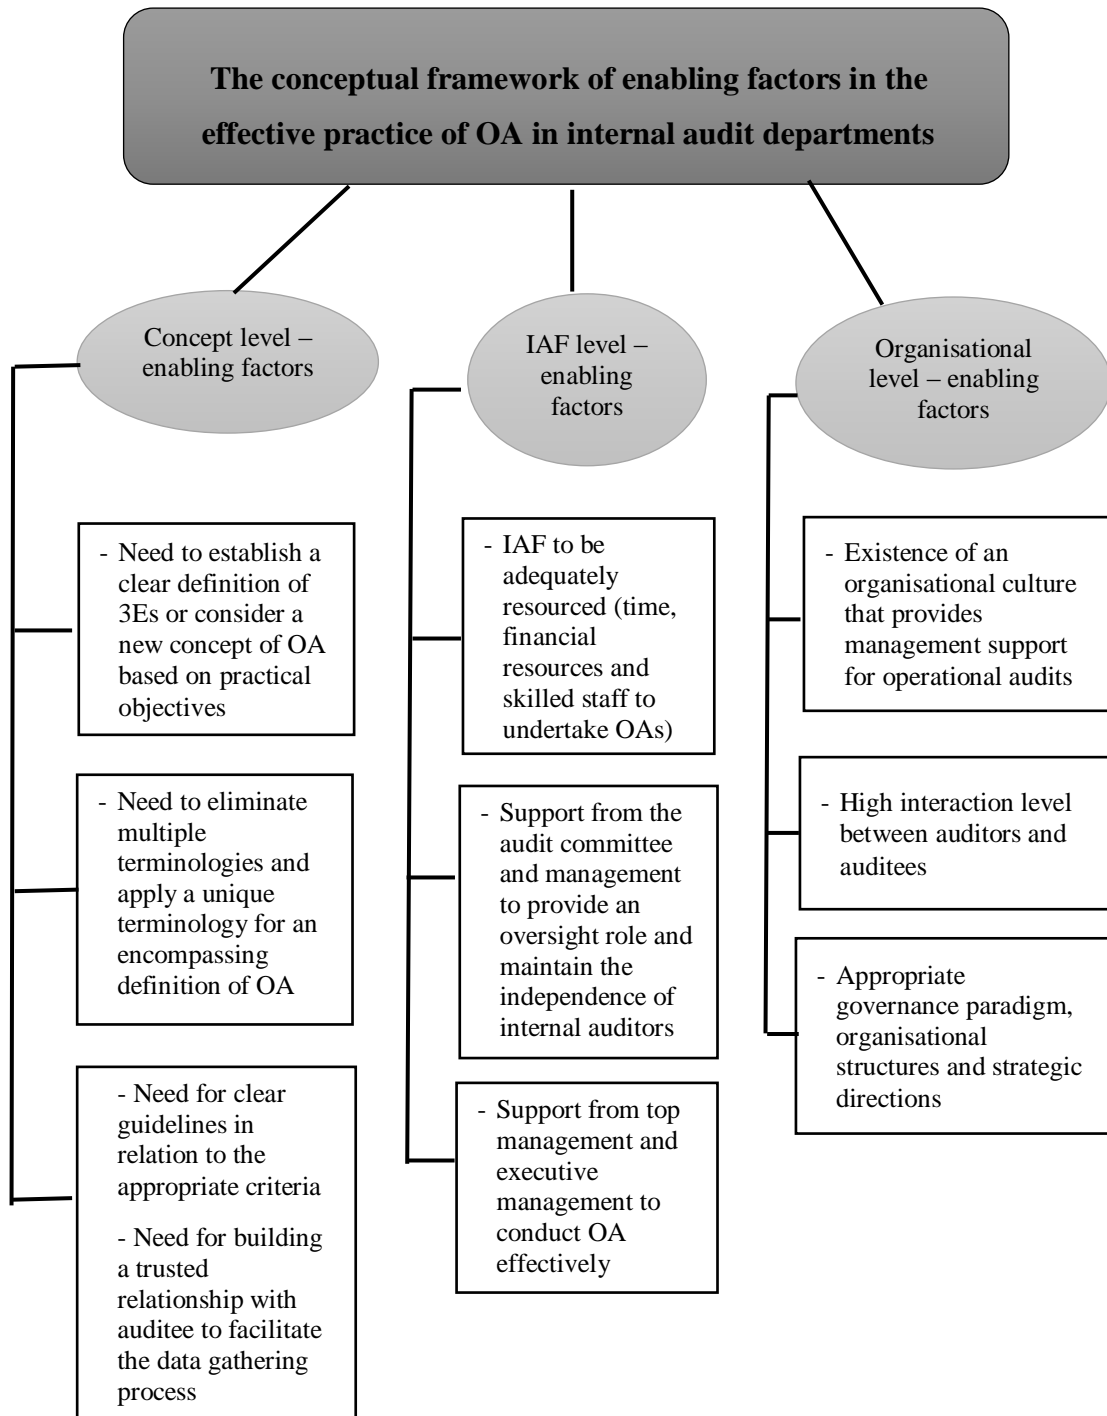 The conceptual framework of enabling factors in the
effective practice of OA in internal audit departments
Concept level –
enabling factors
IAF level –
enabling
factors
Organisational
level – enabling
factors
- Need to establish a
clear definition of
3Es or consider a
new concept of OA
based on practical
objectives
- Need to eliminate
multiple
terminologies and
apply a unique
terminology for an
encompassing
definition of OA
- Need for clear
guidelines in
relation to the
appropriate criteria
- Need for building
a trusted
relationship with
auditee to facilitate
the data gathering
process
- IAF to be
adequately
resourced (time,
financial
resources and
skilled staff to
undertake OAs)
- Support from the
audit committee
and management
to provide an
oversight role and
maintain the
independence of
internal auditors
- Support from top
management and
executive
management to
conduct OA
effectively
- Existence of an
organisational culture
that provides
management support
for operational audits
- High interaction level
between auditors and
auditees
- Appropriate
governance paradigm,
organisational
structures and strategic
directions